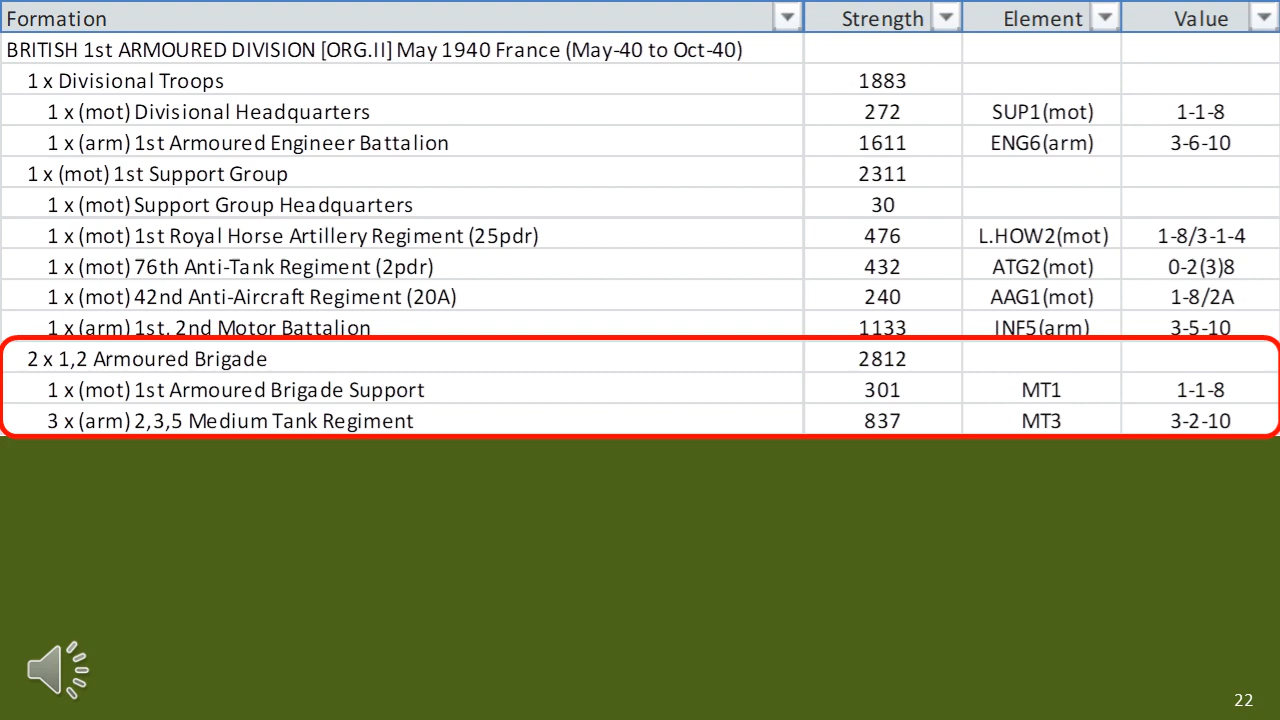 Formation Strength Element Value
BRITISH 1st ARMOURED DIVISION [ORG.II] May 1940 France (May-40 to Oct-40)
1 x Divisional Troops 1883
1 x (mot) Divisional Headquarters 272 SUP1(mot) 1-1-8
1 x (arm) 1st Armoured Engineer Battalion 1611 ENG6(arm) 3-6-10
1 x (mot) 1st Support Group 2311
1 x (mot) Support Group Headquarters 30
1 x (mot) 1st Royal Horse Artillery Regiment (25pdr) 476 L.HOW2(mot) 1-8/3-1-4
1 x (mot) 76th Anti-Tank Regiment (2pdr) 432 ATG2(mot) 0-2(3)8
1 x (mot) 42nd Anti-Aircraft Regiment (20A) 240 AAG1(mot) 1-8/2A
1 x (arm) 1st, 2nd Motor Battalion 1133 INF5(arm) 3-5-10
2 x 1,2 Armoured Brigade 2812
1 x (mot) 1st Armoured Brigade Support 301 MT1 1-1-8
3 x (arm) 2,3,5 Medium Tank Regiment 837 MT3 3-2-10
22